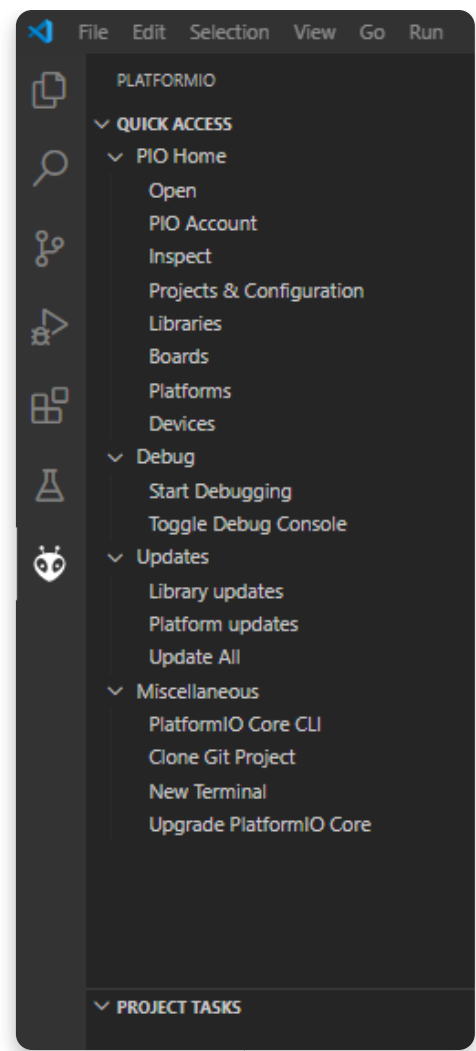 File Edit Selection View Go Run
PLATFORMIO
QUICK ACCESS
PIO Home
Open
PIO Account
Inspect
Projects & Configuration
Libraries
Boards
Platforms
Devices
Debug
Start Debugging
Toggle Debug Console
Updates
Library updates
Platform updates
Update All
Miscellaneous
PlatformIO Core CLI
Clone Git Project
New Terminal
Upgrade PlatformIO Core
PROJECT TASKS